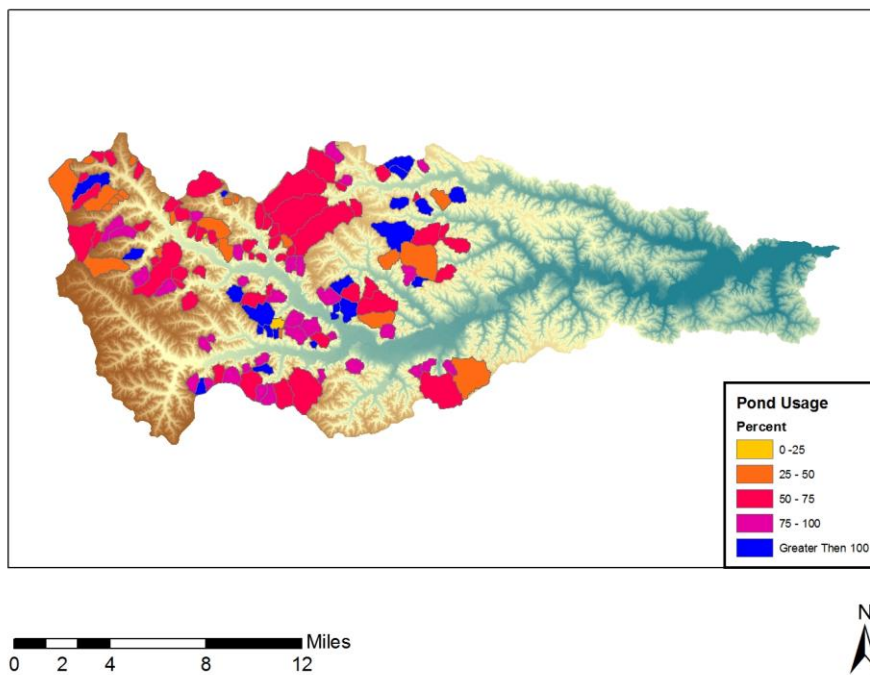 Pond Usage
Percent
0 -25
25 - 50
50 - 75
75 - 100
Greater Then 100
Miles
0 2 4 8 12
N